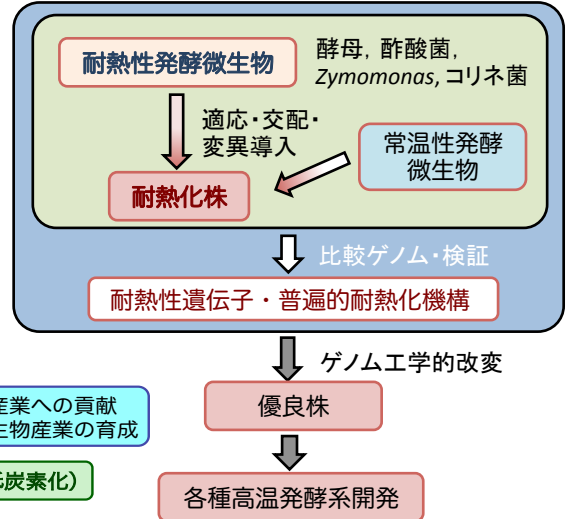 耐熱性発酵微生物
酵母, 酢酸菌,
Zymomonas, コリネ菌
適応・交配・
変異導入
常温性発酵
微生物
耐熱化株
比較ゲノム・検証
耐熱性遺伝子・普遍的耐熱化機構
ゲノム工学的改変
産業への貢献
生物産業の育成
優良株
炭素化）
各種高温発酵系開発